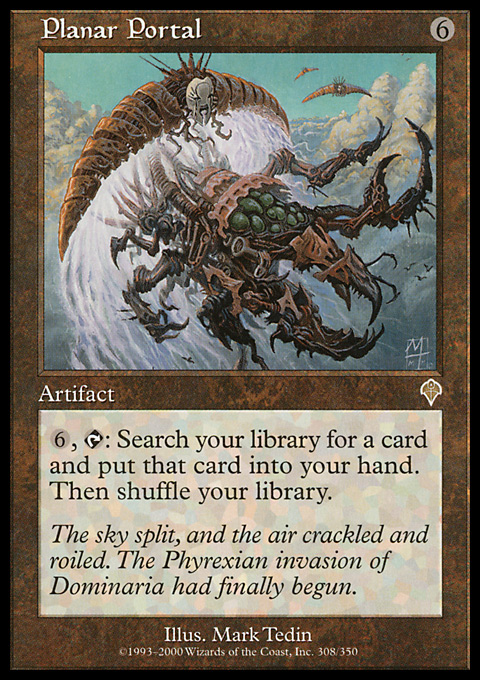 Planar Portal 6
Artifact
6, : Search your library for a card
and put that card into your hand.
Then shuffle your library.
The sky split, and the air crackled and
roiled. The Phyrexian invasion of
Dominaria had finally begun.
Illus. Mark Tedin
©1993–2000 Wizards of the Coast, Inc. 308/350